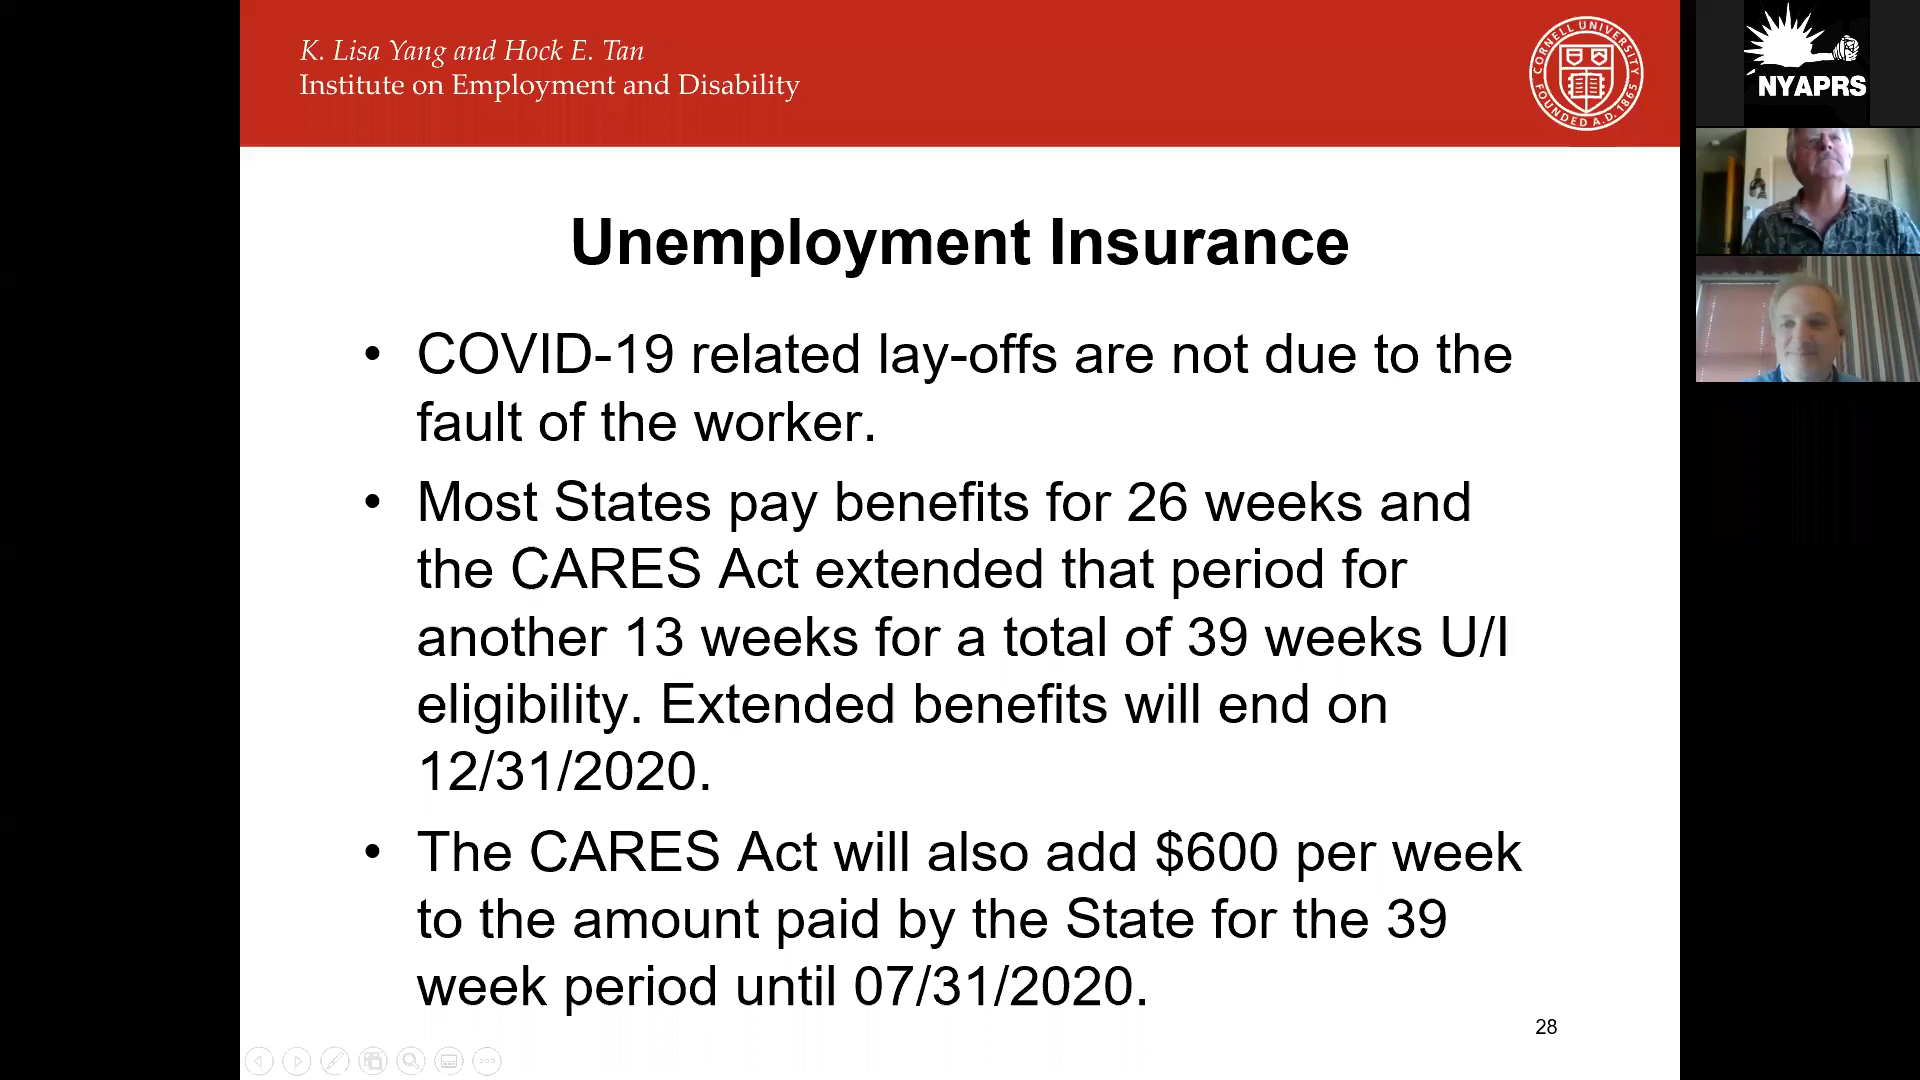 K. Lisa Yang and Hock E. Tan
Institute on Employment and Disability
CORNELL UNIVERSITY
FOUNDED A.D. 1865
NYAPRS
Unemployment Insurance
• COVID-19 related lay-offs are not due to the
fault of the worker.
• Most States pay benefits for 26 weeks and
the CARES Act extended that period for
another 13 weeks for a total of 39 weeks U/I
eligibility. Extended benefits will end on
12/31/2020.
• The CARES Act will also add $600 per week
to the amount paid by the State for the 39
week period until 07/31/2020.
28